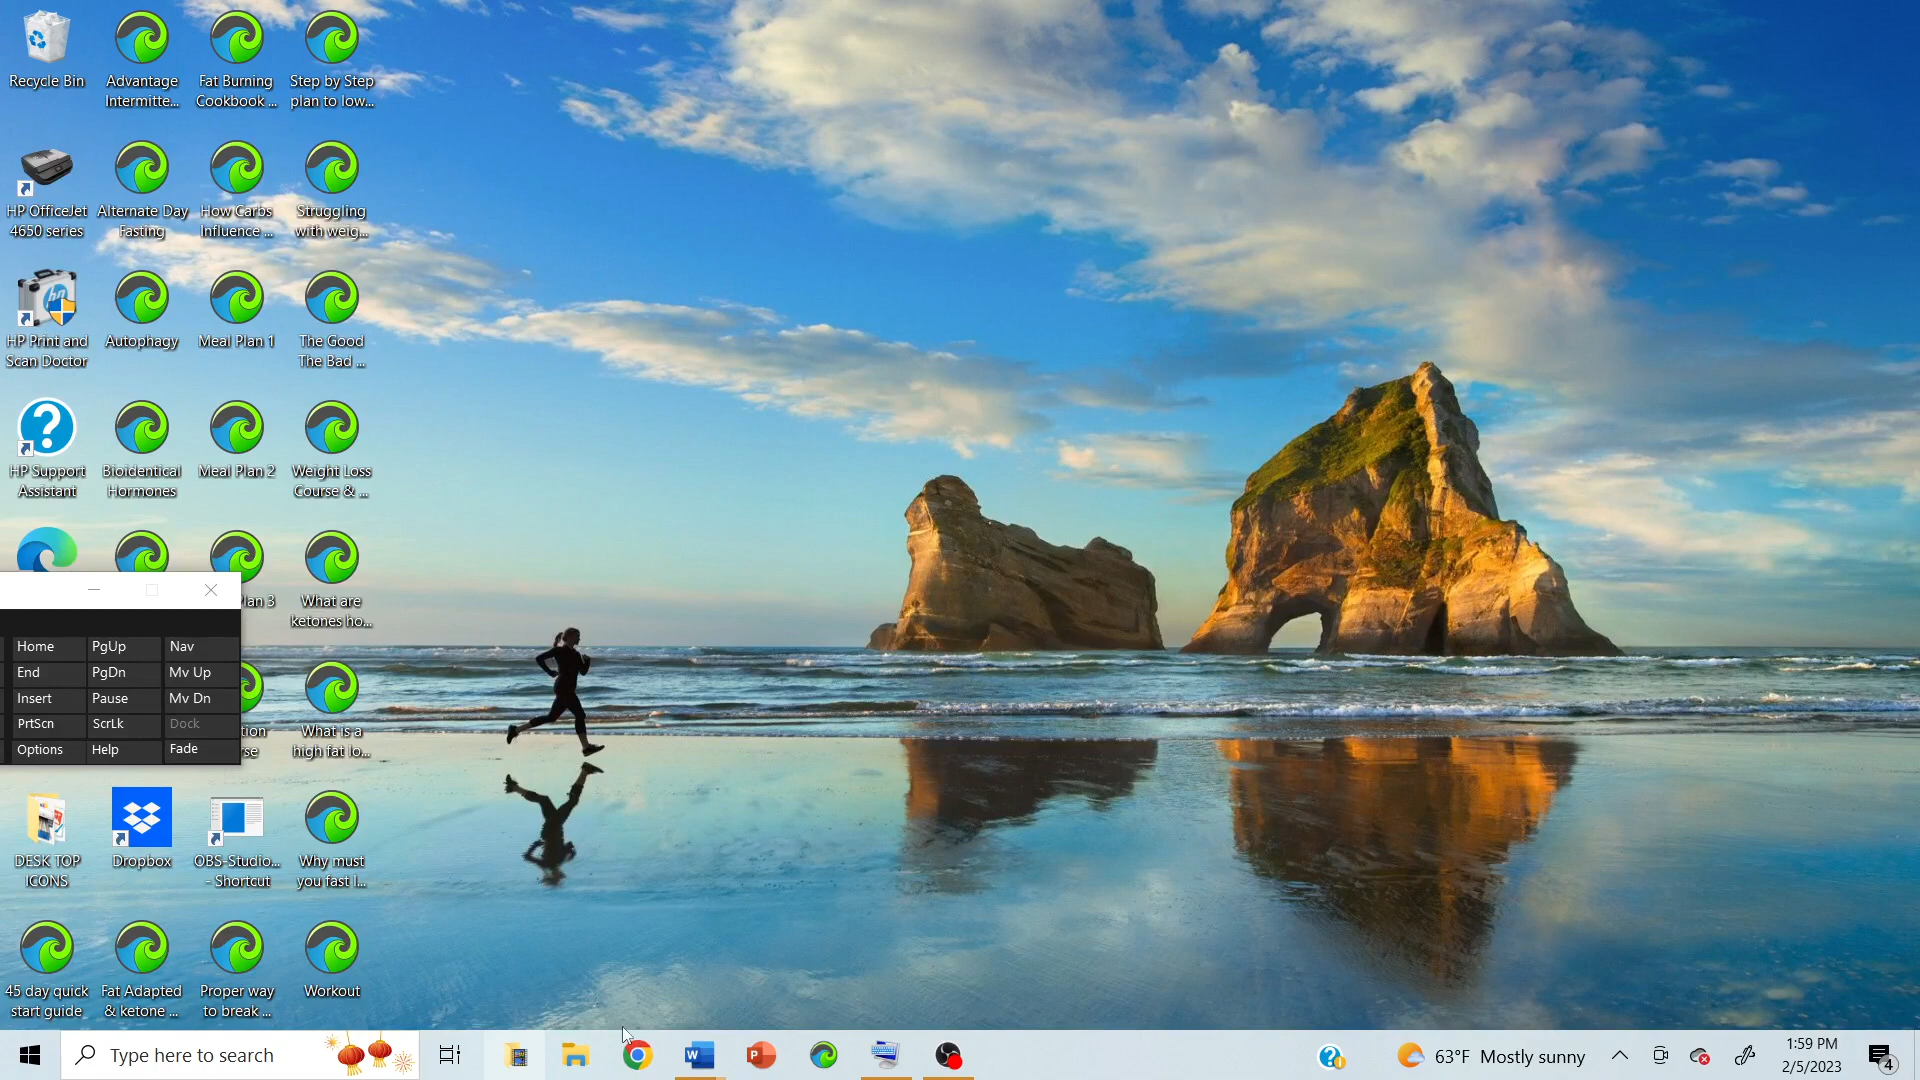 Recycle Bin
Advantage
Intermitte...
Fat Burning
Cookbook ...
Step by Step
plan to low...
HP OfficeJet
4650 series
Alternate Day
Fasting
How Carbs
Influence ...
Struggling
with weig...
HP Print and
Scan Doctor
Autophagy
Meal Plan 1
The Good
The Bad ...
HP Support
Assistant
Bioidentical
Hormones
Meal Plan 2
Weight Loss
Course & ...
Plan 3
What are
ketones ho...
Home PgUp Nav
End PgDn Mv Up
Insert Pause Mv Dn
PrtScn ScrLk Dock
Options Help Fade
What is a
high fat lo...
DESK TOP
ICONS
Dropbox
OBS-Studio...
- Shortcut
Why must
you fast l...
45 day quick
start guide
Fat Adapted
& ketone ...
Proper way
to break ...
Workout
Type here to search
63°F Mostly sunny
1:59 PM
2/5/2023
4